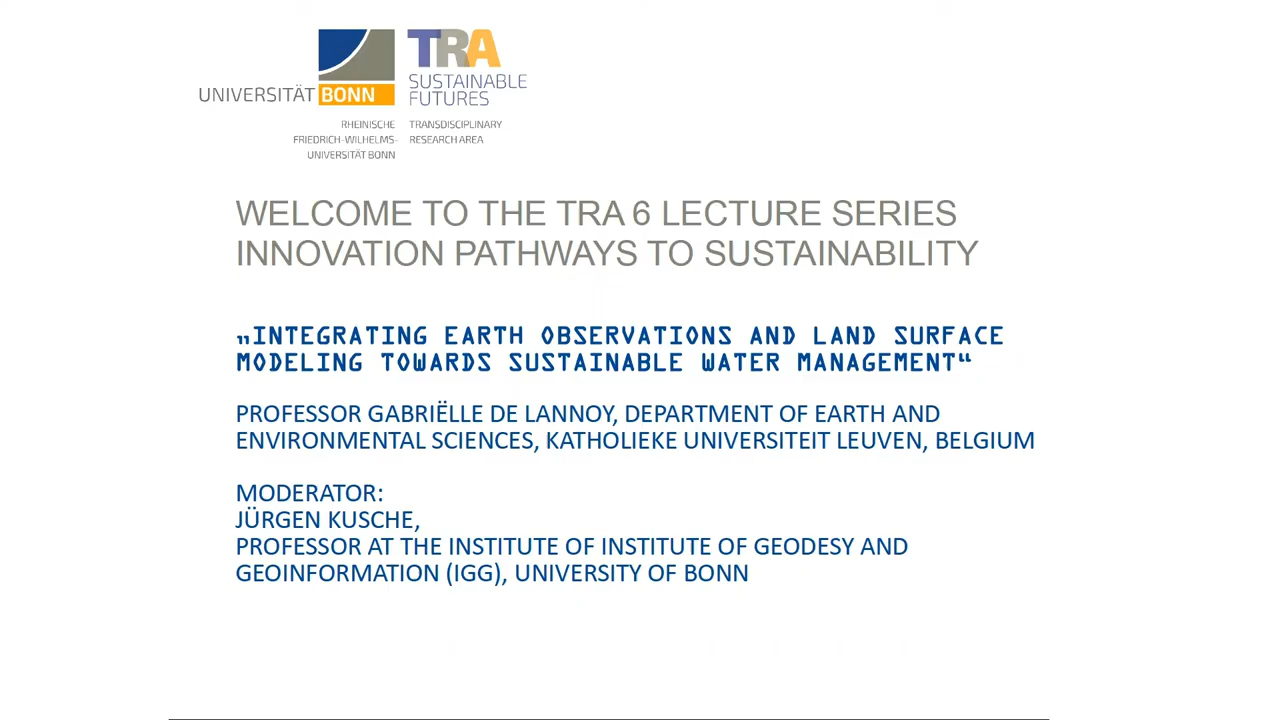 UNIVERSITÄT BONN
TRA
SUSTAINABLE
FUTURES
RHEINISCHE
FRIEDRICH-WILHELMS-
UNIVERSITÄT BONN
TRANSDISCIPLINARY
RESEARCH AREA
WELCOME TO THE TRA 6 LECTURE SERIES
INNOVATION PATHWAYS TO SUSTAINABILITY
„INTEGRATING EARTH OBSERVATIONS AND LAND SURFACE
MODELING TOWARDS SUSTAINABLE WATER MANAGEMENT“
PROFESSOR GABRIËLLE DE LANNOY, DEPARTMENT OF EARTH AND
ENVIRONMENTAL SCIENCES, KATHOLIEKE UNIVERSITEIT LEUVEN, BELGIUM
MODERATOR:
JÜRGEN KUSCHE,
PROFESSOR AT THE INSTITUTE OF INSTITUTE OF GEODESY AND
GEOINFORMATION (IGG), UNIVERSITY OF BONN